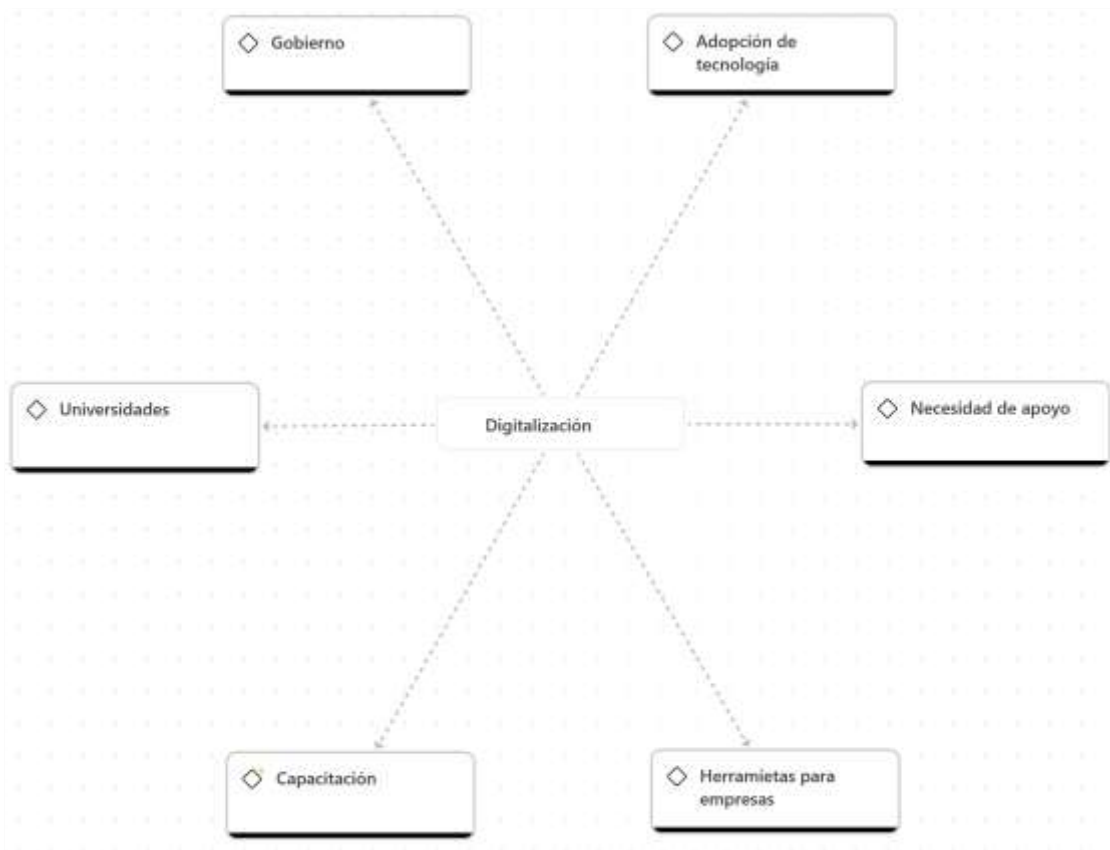 Gobierno
Adopción de
tecnología
Universidades
Digitalización
Necesidad de apoyo
Capacitación
Herramietas para
empresas